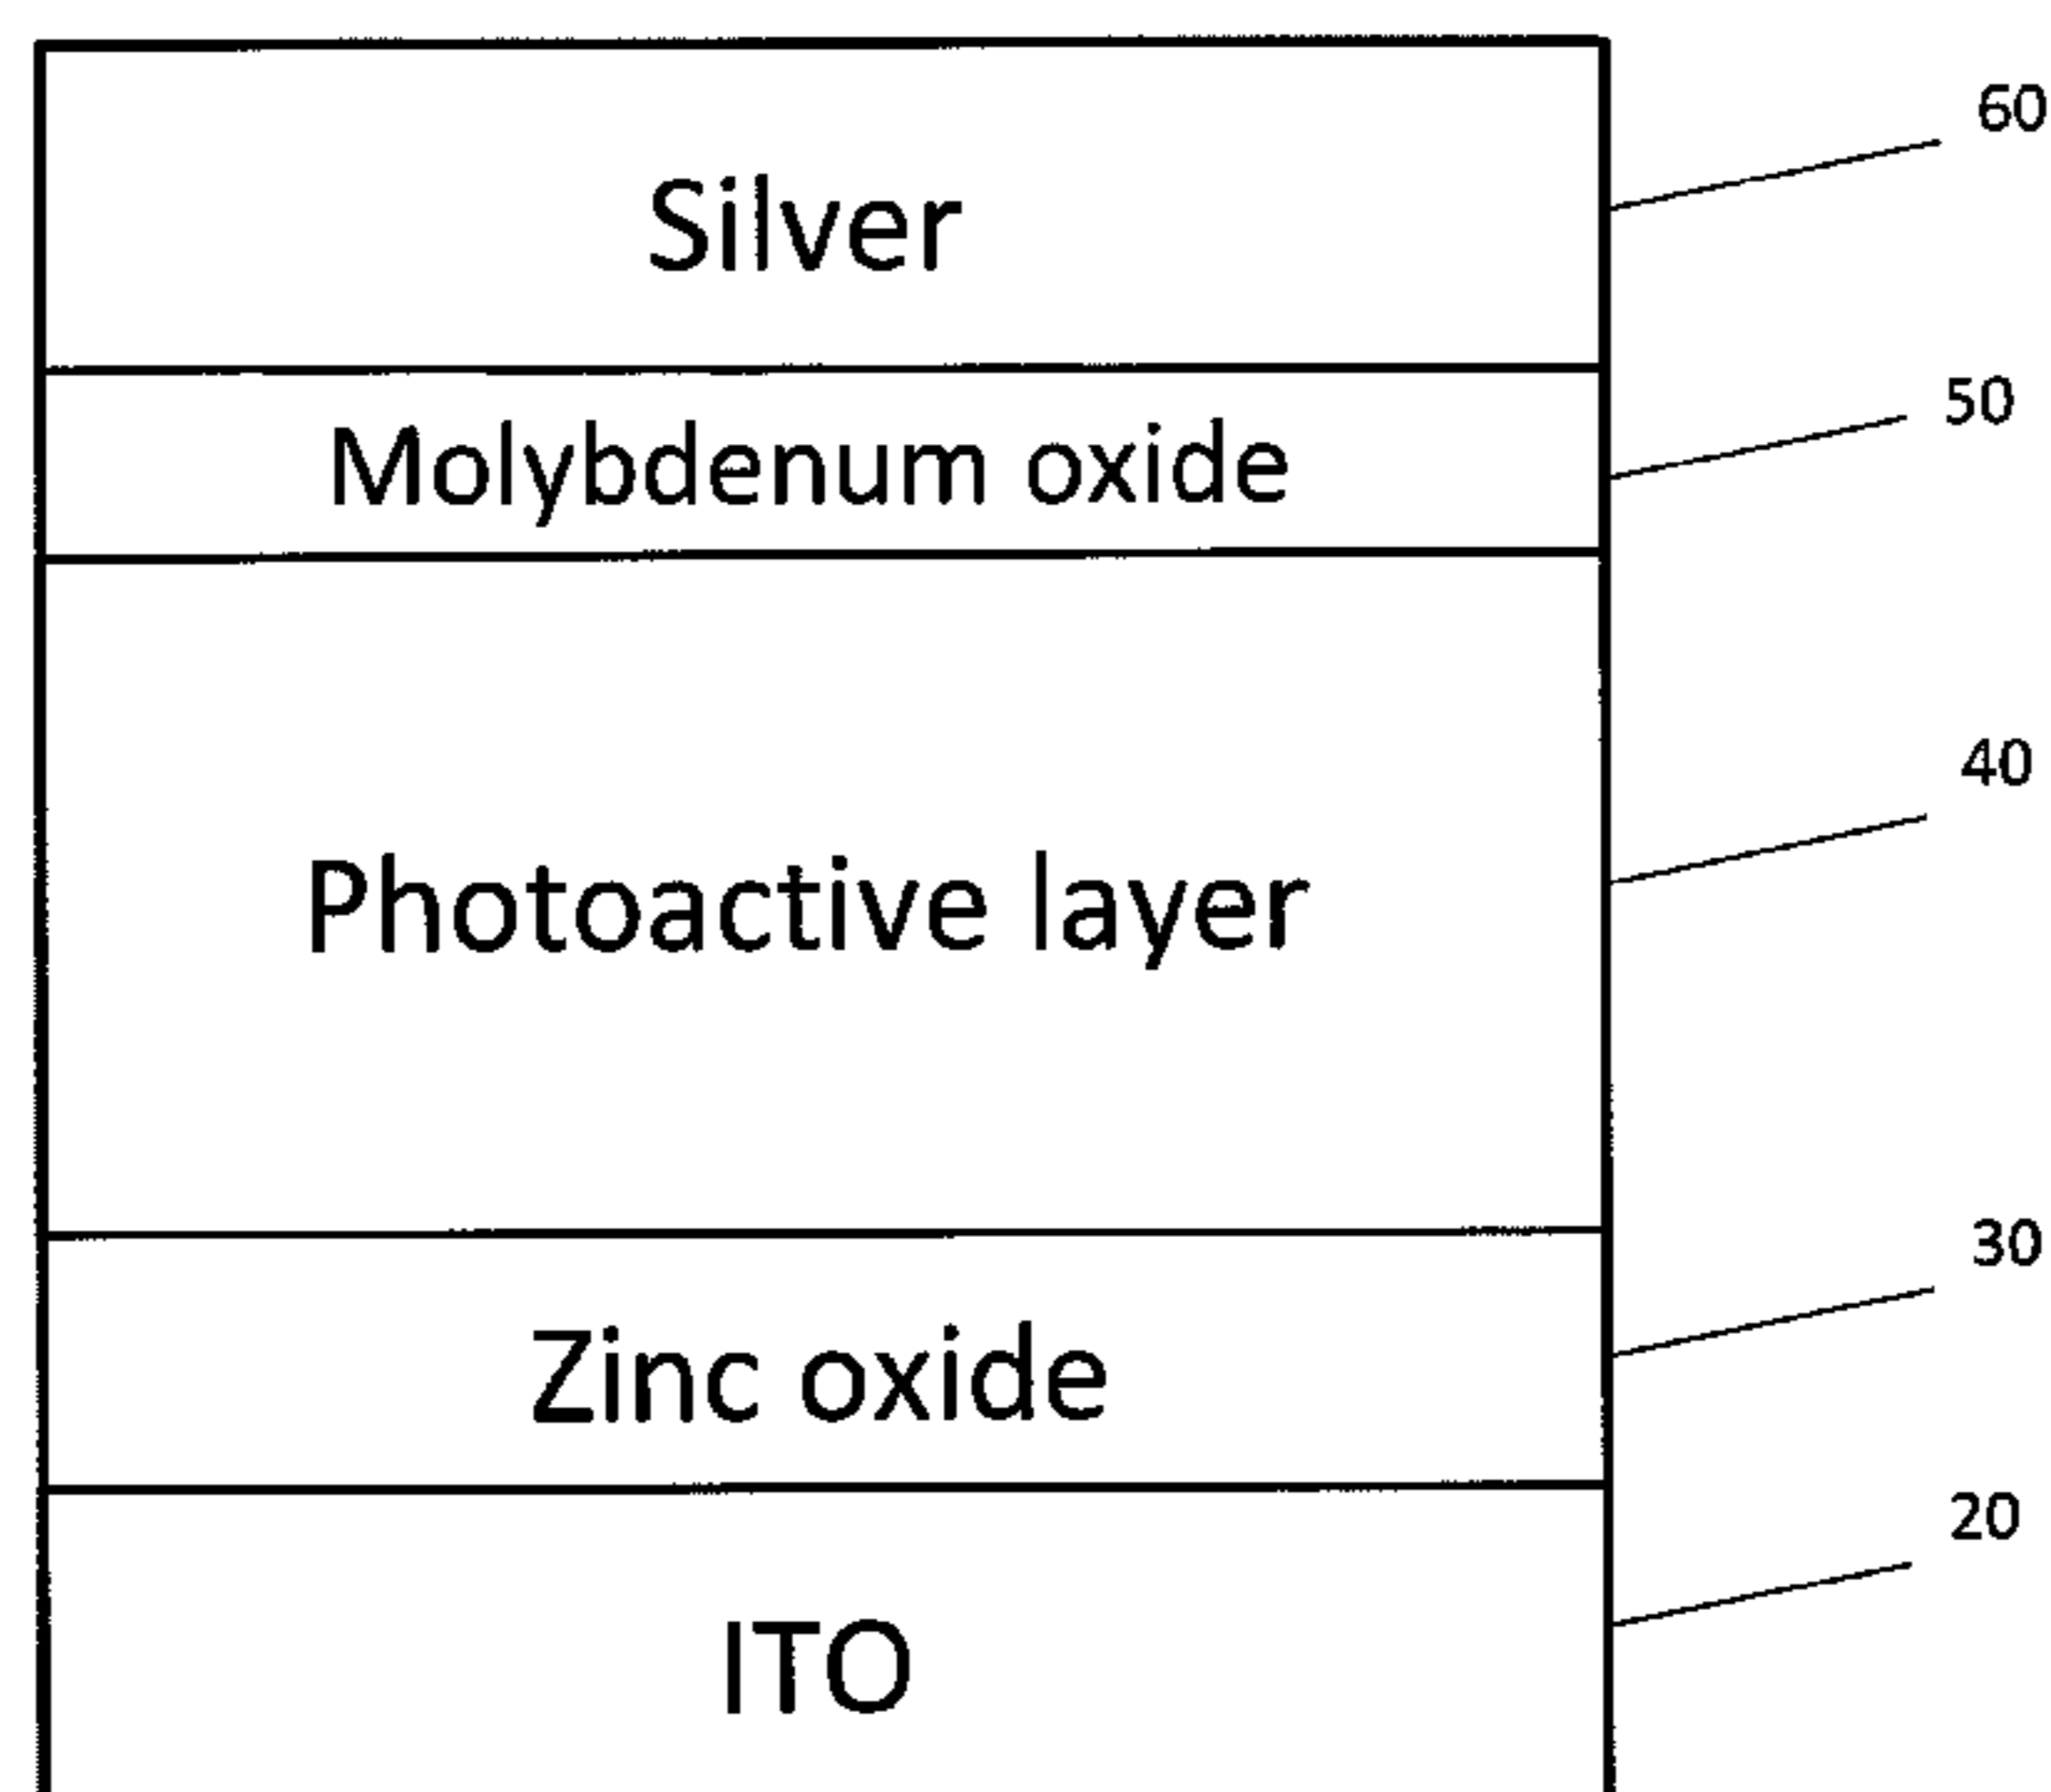 60
Silver
50
Molybdenum oxide
40
Photoactive layer
30
Zinc oxide
20
ITO